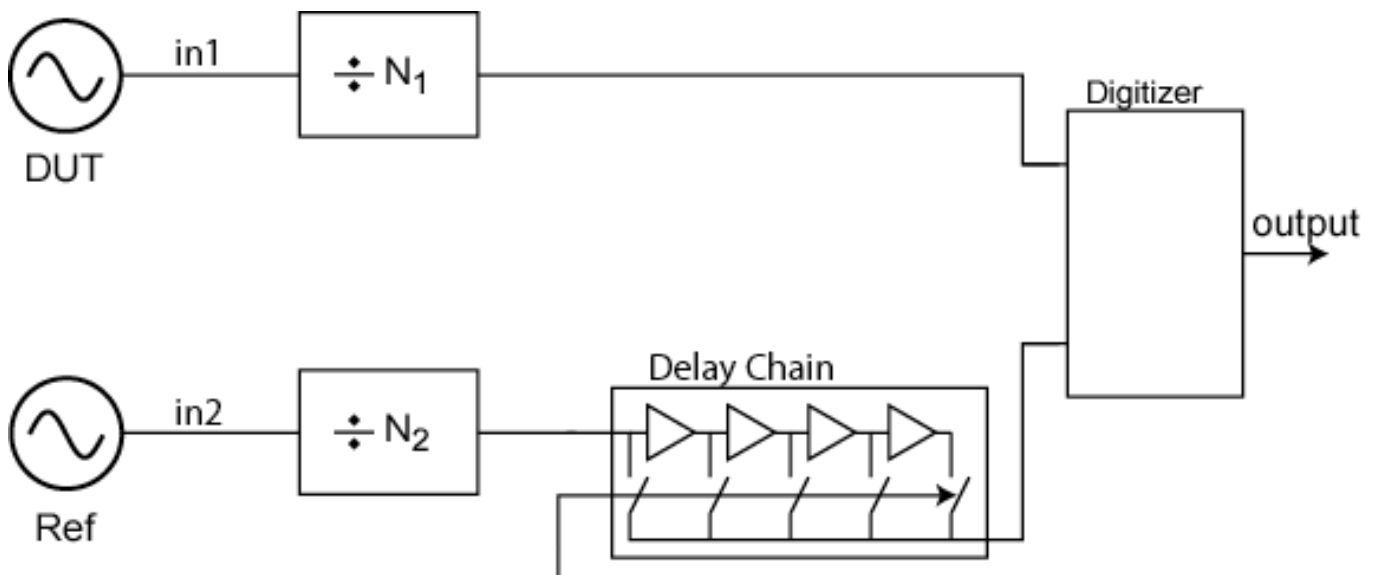 in1
÷ N₁
DUT
Digitizer
output
Delay Chain
in2
÷ N₂
Ref